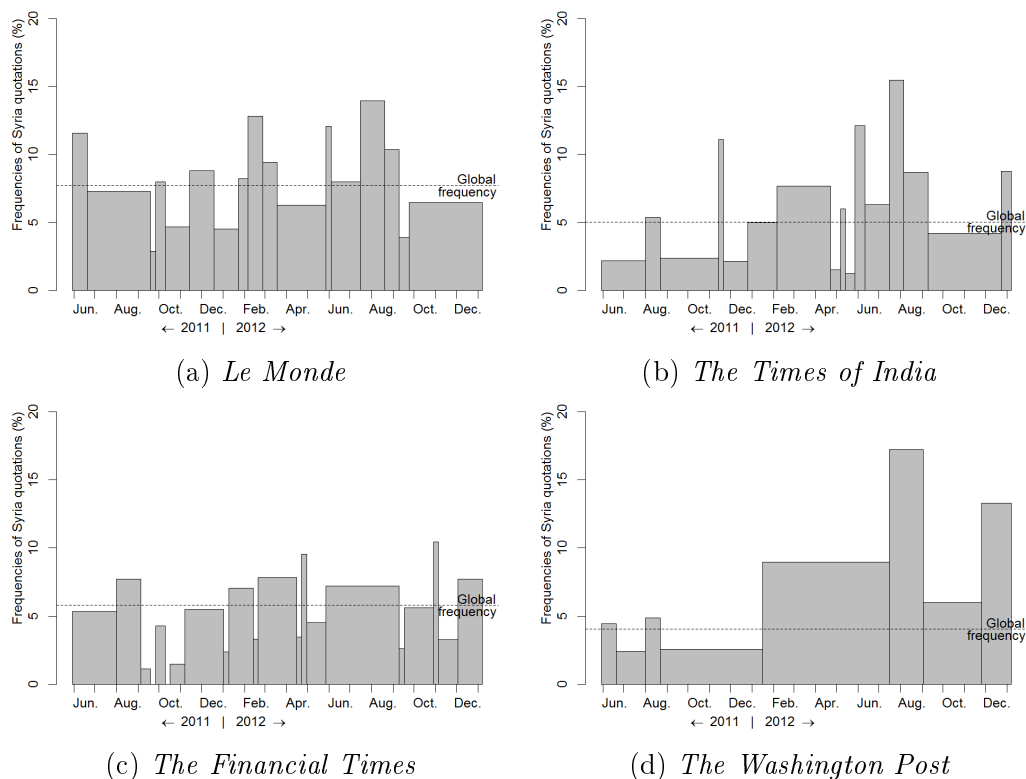 Frequencies of Syria quotations (%)
0 5 10 15 20
Global
frequency
Jun. Aug. Oct. Dec. Feb. Apr. Jun. Aug. Oct. Dec.
← 2011 | 2012 →
(a) Le Monde
Frequencies of Syria quotations (%)
0 5 10 15 20
Global
frequency
Jun. Aug. Oct. Dec. Feb. Apr. Jun. Aug. Oct. Dec.
← 2011 | 2012 →
(b) The Times of India
Frequencies of Syria quotations (%)
0 5 10 15 20
Global
frequency
Jun. Aug. Oct. Dec. Feb. Apr. Jun. Aug. Oct. Dec.
← 2011 | 2012 →
(c) The Financial Times
Frequencies of Syria quotations (%)
0 5 10 15 20
Global
frequency
Jun. Aug. Oct. Dec. Feb. Apr. Jun. Aug. Oct. Dec.
← 2011 | 2012 →
(d) The Washington Post